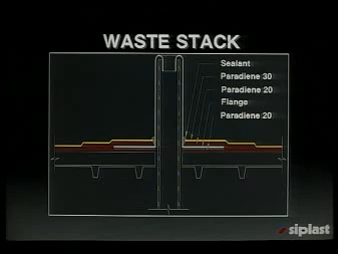 WASTE STACK
Sealant
Paradiene 30
Paradiene 20
Flange
Paradiene 20
siplast